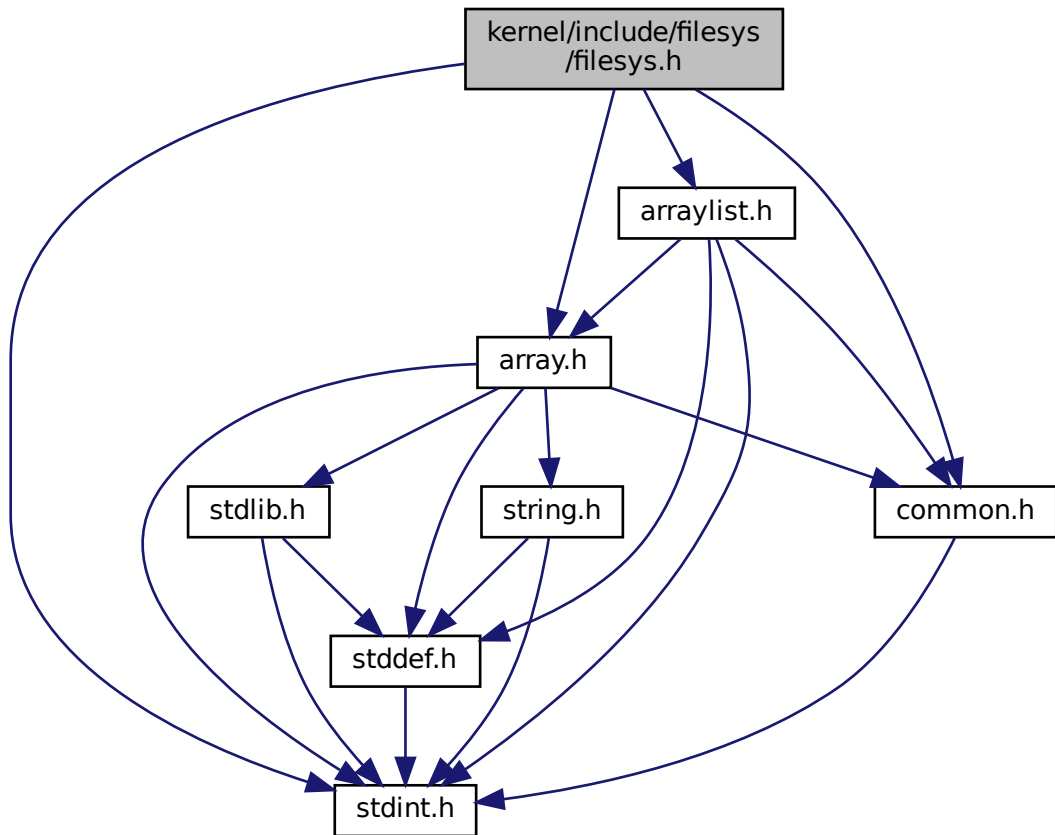 kernel/include/filesys
/filesys.h
arraylist.h
array.h
stdlib.h
string.h
common.h
stddef.h
stdint.h